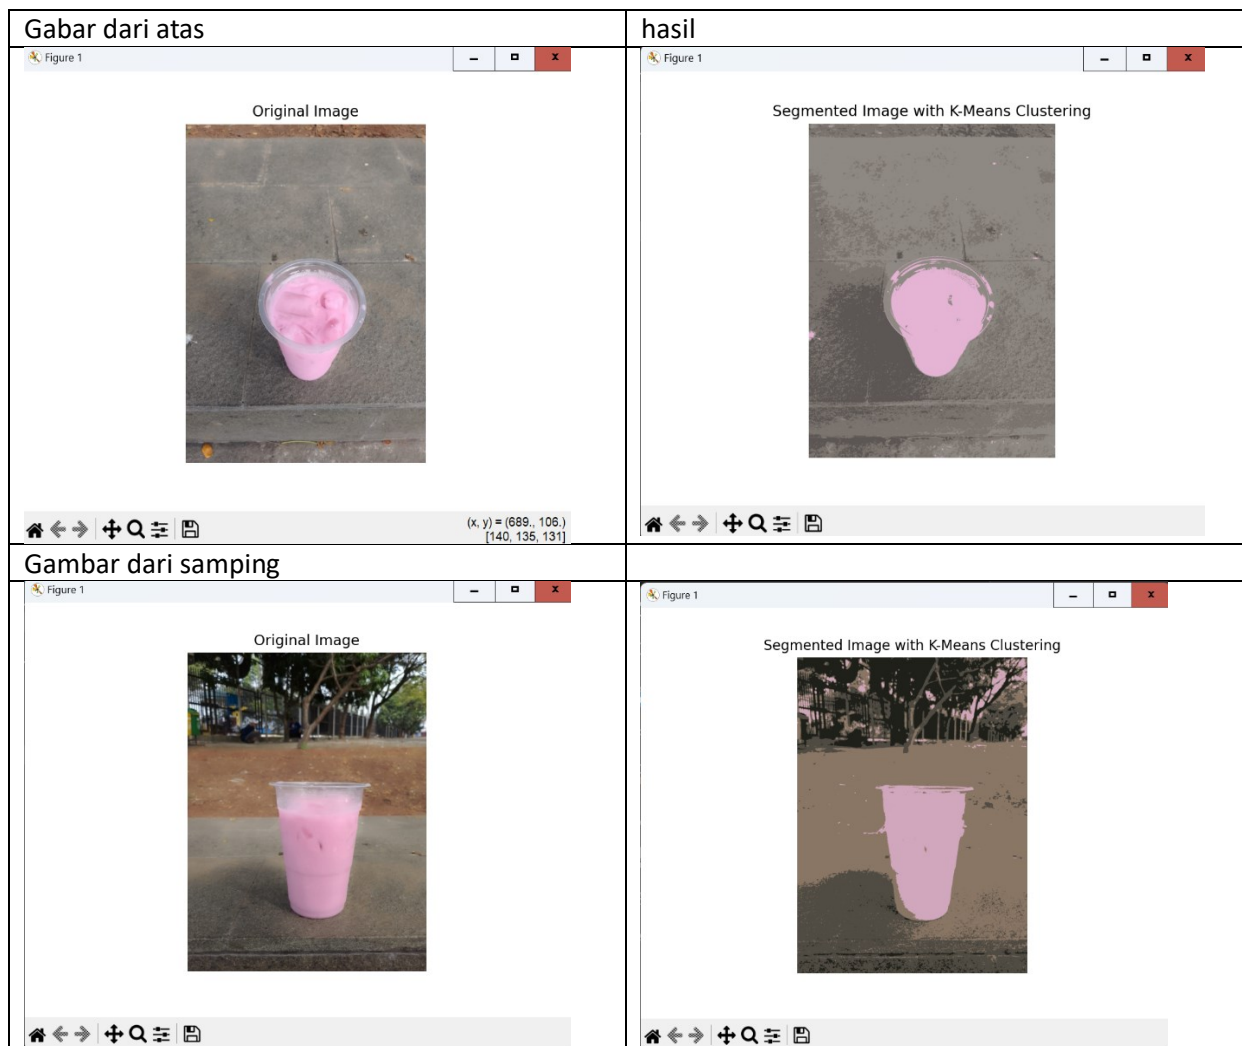 Gabar dari atas
hasil
Figure 1
Original Image
(x, y) = (689., 106.)
[140, 135, 131]
Figure 1
Segmented Image with K-Means Clustering
Gambar dari samping
Figure 1
Original Image
Figure 1
Segmented Image with K-Means Clustering